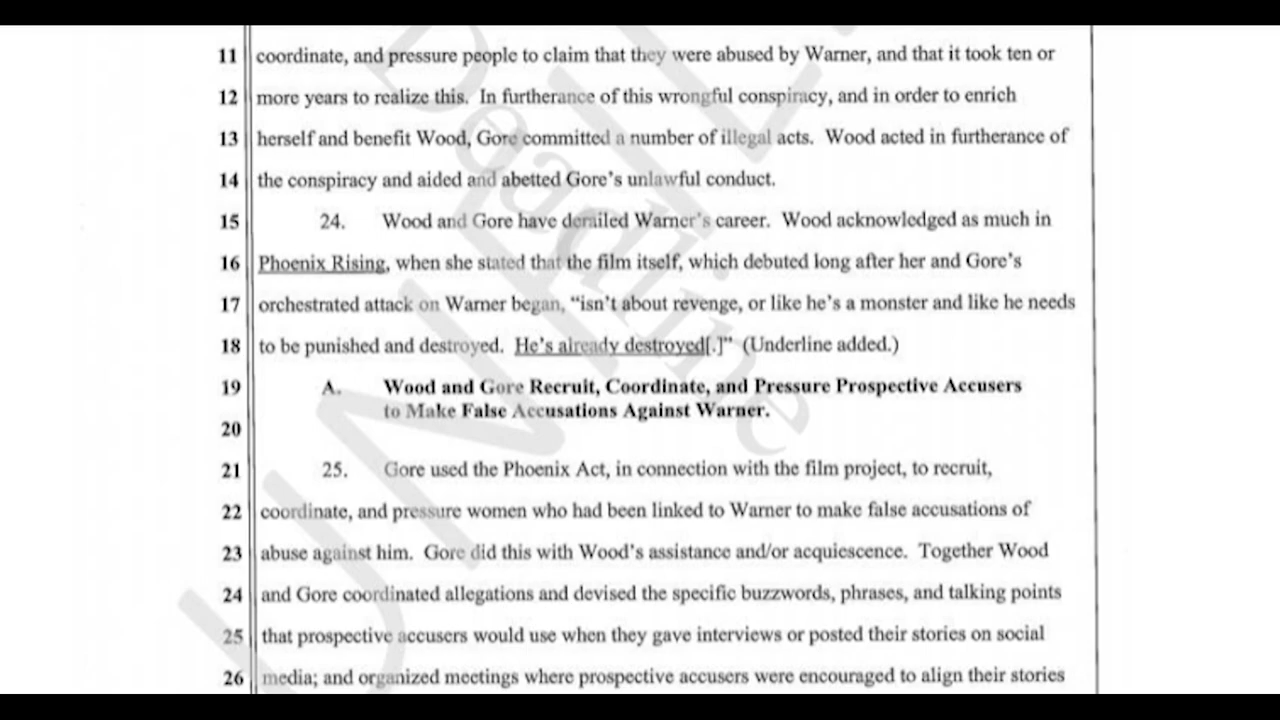 11 coordinate, and pressure people to claim that they were abused by Warner, and that it took ten or
12 more years to realize this. In furtherance of this wrongful conspiracy, and in order to enrich
13 herself and benefit Wood, Gore committed a number of illegal acts. Wood acted in furtherance of
14 the conspiracy and aided and abetted Gore's unlawful conduct.
15 24. Wood and Gore have derailed Warner's career. Wood acknowledged as much in
16 Phoenix Rising, when she stated that the film itself, which debuted long after her and Gore's
17 orchestrated attack on Warner began, "isn't about revenge, or like he's a monster and like he needs
18 to be punished and destroyed. He's already destroyed[.]" (Underline added.)
19 A. Wood and Gore Recruit, Coordinate, and Pressure Prospective Accusers
to Make False Accusations Against Warner.
20
21 25. Gore used the Phoenix Act, in connection with the film project, to recruit,
22 coordinate, and pressure women who had been linked to Warner to make false accusations of
23 abuse against him. Gore did this with Wood's assistance and/or acquiescence. Together Wood
24 and Gore coordinated allegations and devised the specific buzzwords, phrases, and talking points
25 that prospective accusers would use when they gave interviews or posted their stories on social
26 media; and organized meetings where prospective accusers were encouraged to align their stories
Deadline